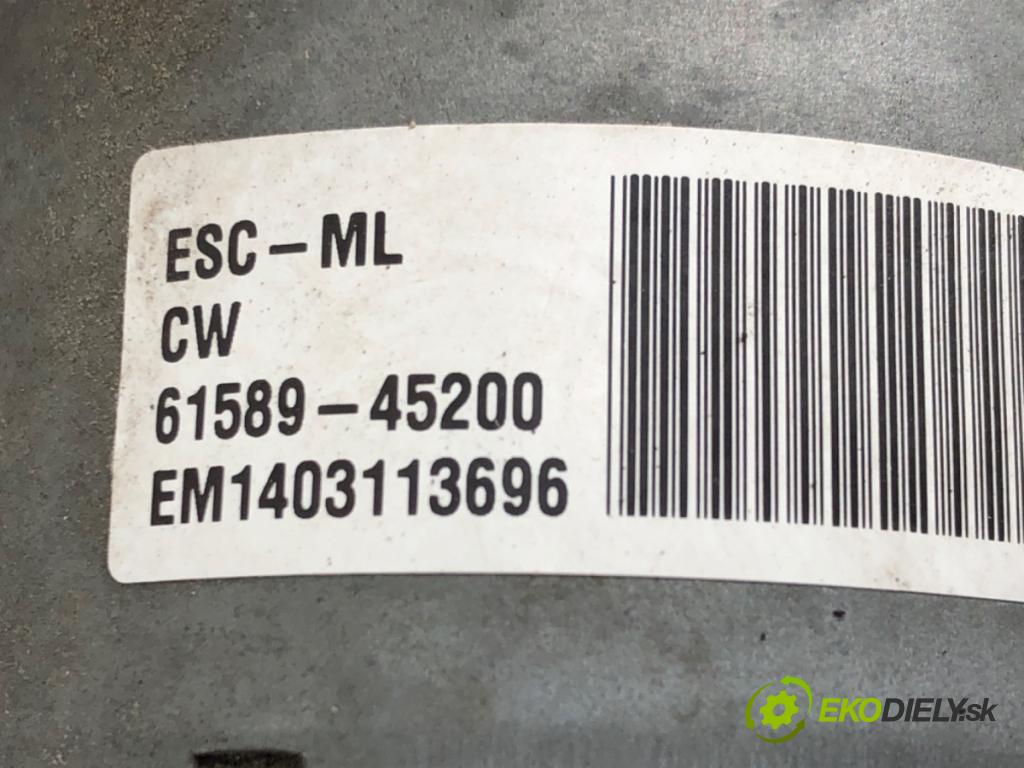 ESC-ML
CW
61589-45200
EM1403113696
EKODIELY.sk